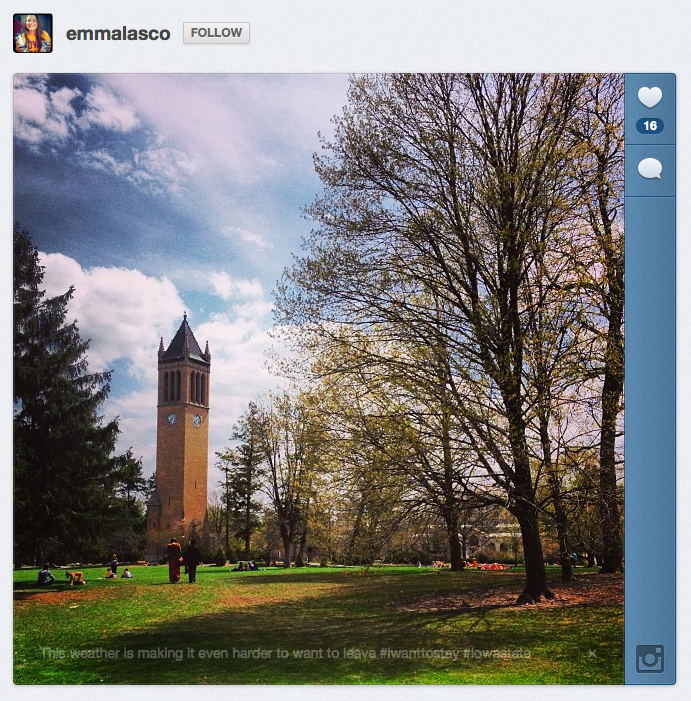 emmalasco
FOLLOW
16
This weather is making it even harder to want to leave #iwanttostay #iowastate